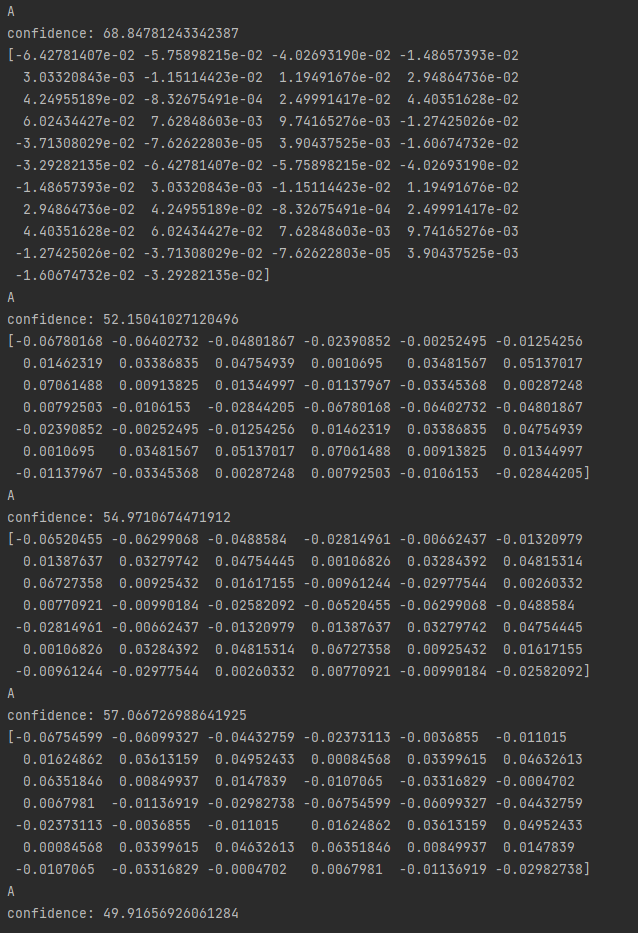 A
confidence: 68.84781243342387
[-6.42781407e-02 -5.75898215e-02 -4.02693190e-02 -1.48657393e-02
  3.03320843e-03 -1.15114423e-02  1.19491676e-02  2.94864736e-02
  4.24955189e-02 -8.32675491e-04  2.49991417e-02  4.40351628e-02
  6.02434427e-02  7.62848603e-03  9.74165276e-03 -1.27425026e-02
 -3.71308029e-02 -7.62622803e-05  3.90437525e-03 -1.60674732e-02
 -3.29282135e-02 -6.42781407e-02 -5.75898215e-02 -4.02693190e-02
 -1.48657393e-02  3.03320843e-03 -1.15114423e-02  1.19491676e-02
  2.94864736e-02  4.24955189e-02 -8.32675491e-04  2.49991417e-02
  4.40351628e-02  6.02434427e-02  7.62848603e-03  9.74165276e-03
 -1.27425026e-02 -3.71308029e-02 -7.62622803e-05  3.90437525e-03
 -1.60674732e-02 -3.29282135e-02]
A
confidence: 52.15041027120496
[-0.06780168 -0.06402732 -0.04801867 -0.02390852 -0.00252495 -0.01254256
  0.01462319  0.03386835  0.04754939  0.0010695   0.03481567  0.05137017
  0.07061488  0.00913825  0.01344997 -0.01137967 -0.03345368  0.00287248
  0.00792503 -0.0106153  -0.02844205 -0.06780168 -0.06402732 -0.04801867
 -0.02390852 -0.00252495 -0.01254256  0.01462319  0.03386835  0.04754939
  0.0010695   0.03481567  0.05137017  0.07061488  0.00913825  0.01344997
 -0.01137967 -0.03345368  0.00287248  0.00792503 -0.0106153  -0.02844205]
A
confidence: 54.9710674471912
[-0.06520455 -0.06299068 -0.0488584  -0.02814961 -0.00662437 -0.01320979
  0.01387637  0.03279742  0.04754445  0.00106826  0.03284392  0.04815314
  0.06727358  0.00925432  0.01617155 -0.00961244 -0.02977544  0.00260332
  0.00770921 -0.00990184 -0.02582092 -0.06520455 -0.06299068 -0.0488584
 -0.02814961 -0.00662437 -0.01320979  0.01387637  0.03279742  0.04754445
  0.00106826  0.03284392  0.04815314  0.06727358  0.00925432  0.01617155
 -0.00961244 -0.02977544  0.00260332  0.00770921 -0.00990184 -0.02582092]
A
confidence: 57.066726988641925
[-0.06754599 -0.06099327 -0.04432759 -0.02373113 -0.0036855  -0.011015
  0.01624862  0.03613159  0.04952433  0.00084568  0.03399615  0.04632613
  0.06351846  0.00849937  0.0147839  -0.0107065  -0.03316829 -0.0004702
  0.0067981  -0.01136919 -0.02982738 -0.06754599 -0.06099327 -0.04432759
 -0.02373113 -0.0036855  -0.011015    0.01624862  0.03613159  0.04952433
  0.00084568  0.03399615  0.04632613  0.06351846  0.00849937  0.0147839
 -0.0107065  -0.03316829 -0.0004702   0.0067981  -0.01136919 -0.02982738]
A
confidence: 49.91656926061284